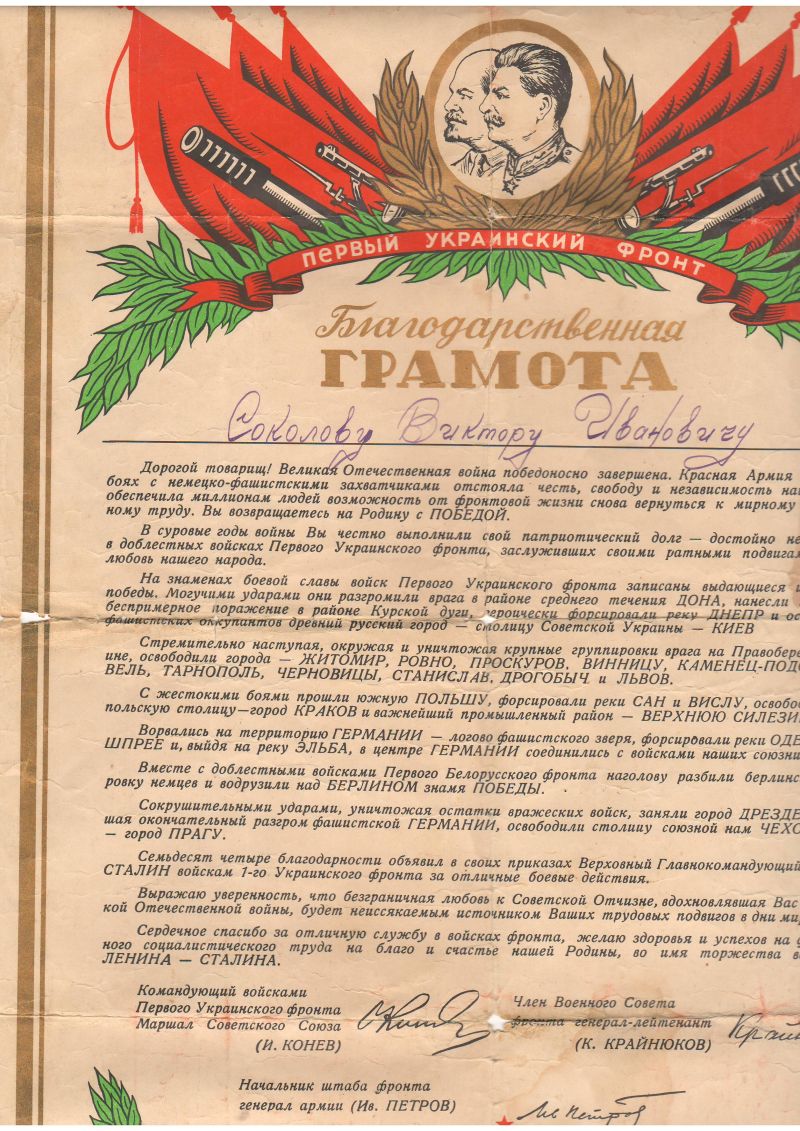 ПЕРВЫЙ УКРАИНСКИЙ ФРОНТ
Благодарственная
ГРАМОТА
Соколову Виктору Ивановичу
Дорогой товарищ! Великая Отечественная война победоносно завершена. Красная Армия
боях с немецко-фашистскими захватчиками отстояла честь, свободу и независимость на
обеспечила миллионам людей возможность от фронтовой жизни снова вернуться к мирному
ному труду. Вы возвращаетесь на Родину с ПОБЕДОЙ.
В суровые годы войны Вы честно выполнили свой патриотический долг — достойно не
в доблестных войсках Первого Украинского фронта, заслуживших своими ратными подвигам
любовь нашего народа.
На знаменах боевой славы войск Первого Украинского фронта записаны выдающиеся и
победы. Могучими ударами они разгромили врага в районе среднего течения ДОНА, нанесли
беспримерное поражение в районе Курской дуги, героически форсировали реку ДНЕПР и ос
фашистских оккупантов древний русский город — столицу Советской Украины — КИЕВ
Стремительно наступая, окружая и уничтожая крупные группировки врага на Правобере
ине, освободили города — ЖИТОМИР, РОВНО, ПРОСКУРОВ, ВИННИЦУ, КАМЕНЕЦ-ПОДО
ВЕЛЬ, ТАРНОПОЛЬ, ЧЕРНОВИЦЫ, СТАНИСЛАВ, ДРОГОБЫЧ и ЛЬВОВ.
С жестокими боями прошли южную ПОЛЬШУ, форсировали реки САН и ВИСЛУ, освобо
польскую столицу—город КРАКОВ и важнейший промышленный район — ВЕРХНЮЮ СИЛЕЗИ
Ворвались на территорию ГЕРМАНИИ — логово фашистского зверя, форсировали реки ОДЕ
ШПРЕЕ и, выйдя на реку ЭЛЬБА, в центре ГЕРМАНИИ соединились с войсками наших союзни
Вместе с доблестными войсками Первого Белорусского фронта наголову разбили берлинс
ровку немцев и водрузили над БЕРЛИНОМ знамя ПОБЕДЫ.
Сокрушительными ударами, уничтожая остатки вражеских войск, заняли город ДРЕЗДЕ
шая окончательный разгром фашистской ГЕРМАНИИ, освободили столицу союзной нам ЧЕХО
— город ПРАГУ.
Семьдесят четыре благодарности объявил в своих приказах Верховный Главнокомандующий
СТАЛИН войскам 1-го Украинского фронта за отличные боевые действия.
Выражаю уверенность, что безграничная любовь к Советской Отчизне, вдохновлявшая Вас
кой Отечественной войны, будет неиссякаемым источником Ваших трудовых подвигов в дни мир
Сердечное спасибо за отличную службу в войсках фронта, желаю здоровья и успехов на
ного социалистического труда на благо и счастье нашей Родины, во имя торжества ве
ЛЕНИНА — СТАЛИНА.
Командующий войсками
Первого Украинского фронта
Маршал Советского Союза
(И. КОНЕВ)
Член Военного Совета
фронта генерал-лейтенант
(К. КРАЙНЮКОВ)
Начальник штаба фронта
генерал армии (Ив. ПЕТРОВ)
Ив Петров